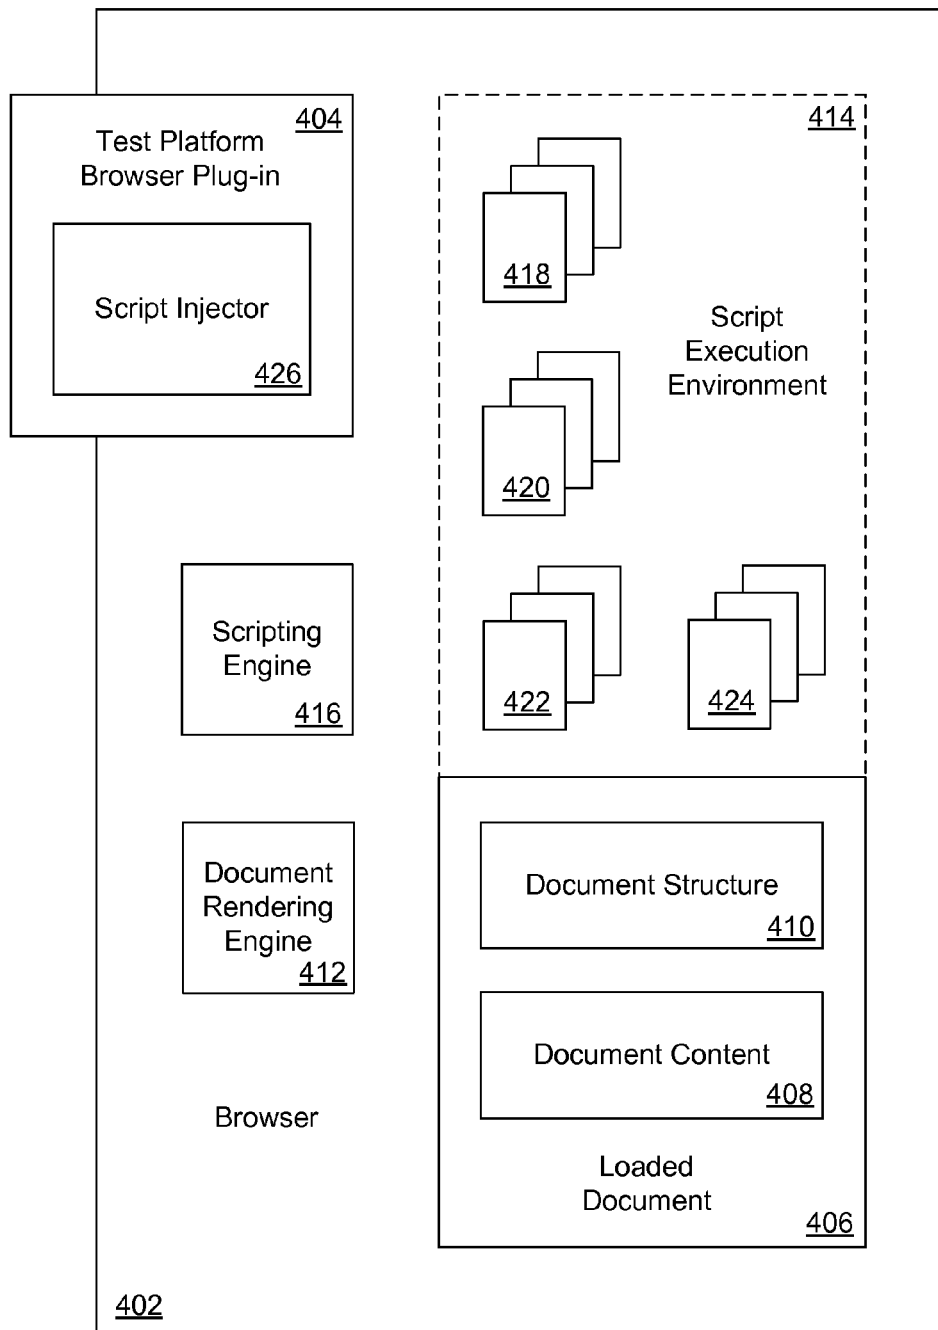 404
Test Platform
Browser Plug-in
Script Injector
426
414
418
Script
Execution
Environment
420
Scripting
Engine
416
422
424
Document
Rendering
Engine
412
Document Structure
410
Document Content
408
Browser
Loaded
Document
406
402